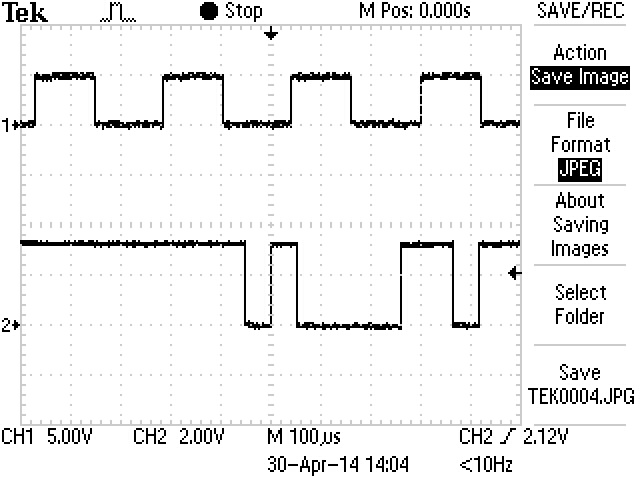 Tek Stop M Pos: 0.000s SAVE/REC
Action
Save Image
File
Format
JPEG
About
Saving
Images
Select
Folder
Save
TEK0004.JPG
1
2
CH1 5.00V CH2 2.00V M 100µs CH2 2.12V
30-Apr-14 14:04 <10Hz